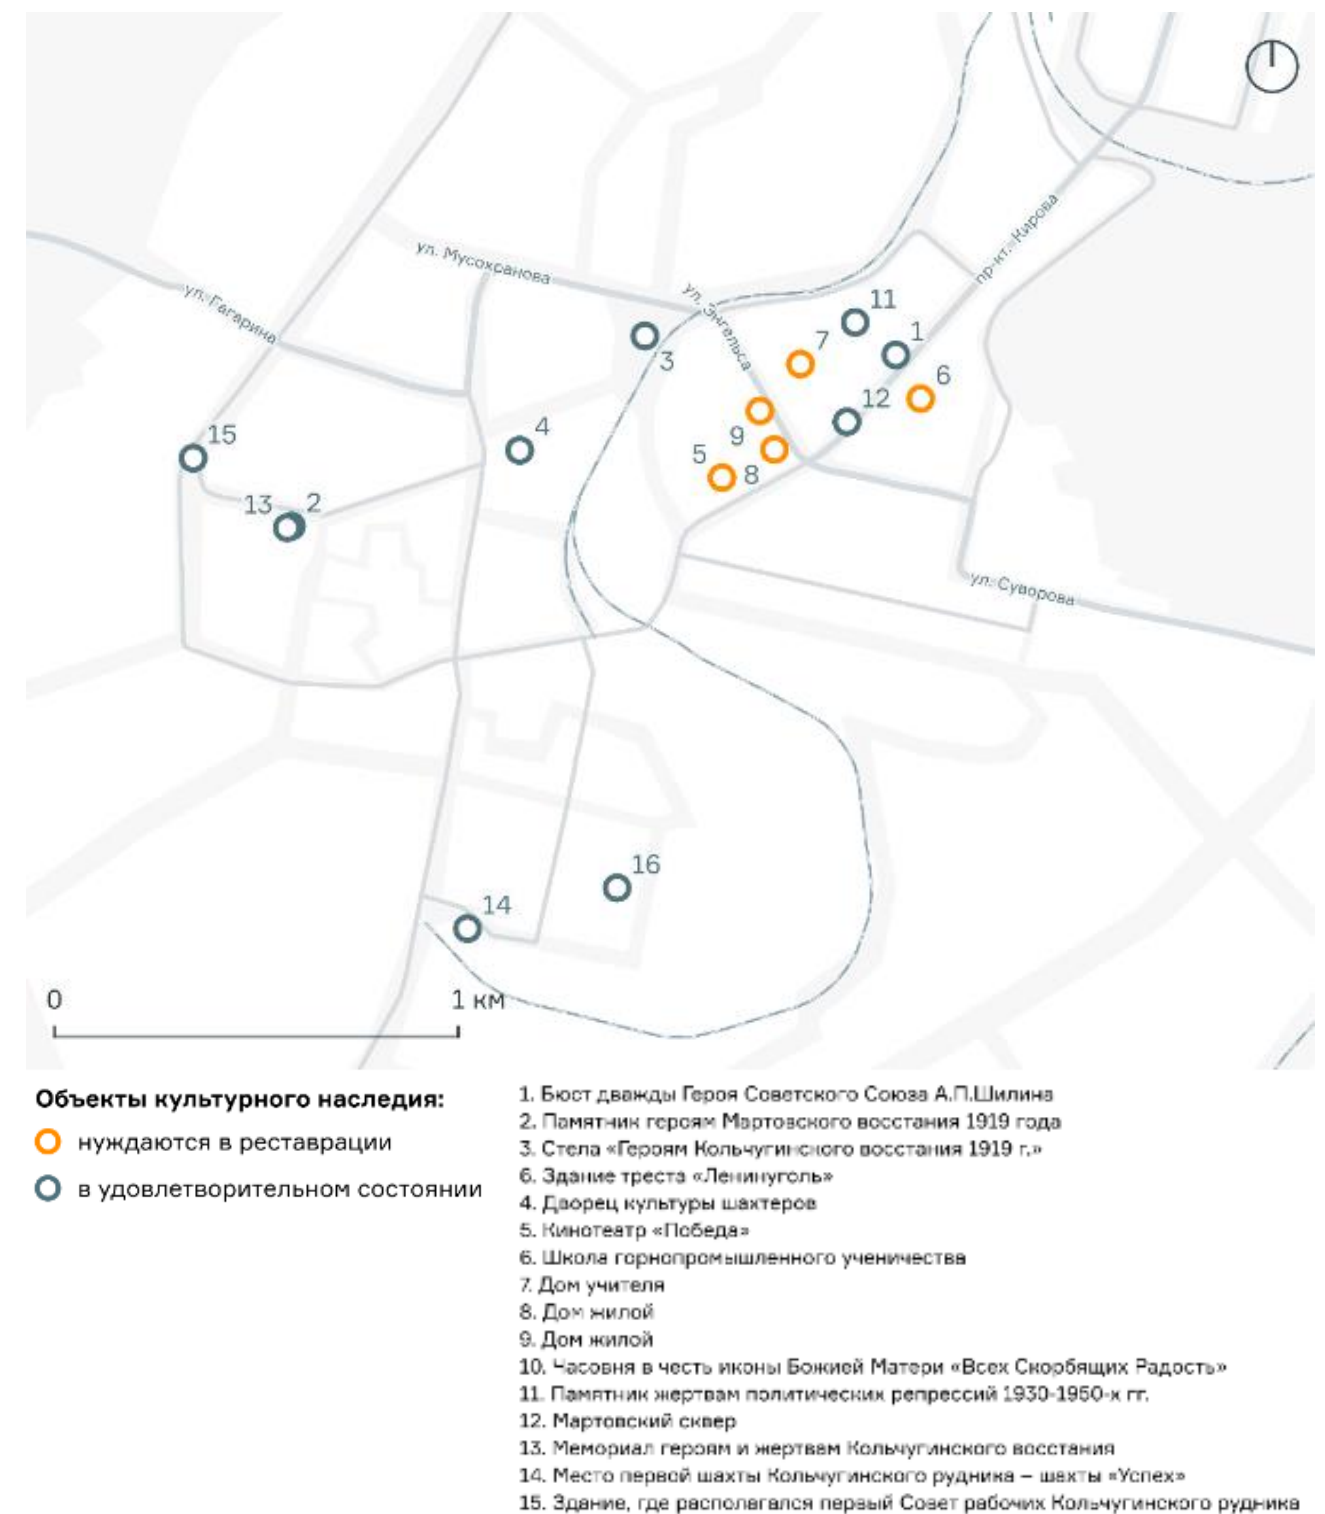 ул. Мусохранова
ул. Гагарина
ул. Энгельса
пр-кт. Кирова
11
1
7
3
6
12
15
4
9
5
8
13
2
ул. Суворова
16
14
0
1 км
Объекты культурного наследия:
нуждаются в реставрации
в удовлетворительном состоянии
1. Бюст дважды Героя Советского Союза А.П.Шилина
2. Памятник героям Мартовского восстания 1919 года
3. Стела «Героям Кольчугинского восстания 1919 г.»
6. Здание треста «Ленинуголь»
4. Дворец культуры шахтеров
5. Кинотеатр «Победа»
6. Школа горнопромышленного ученичества
7. Дом учителя
8. Дом жилой
9. Дом жилой
10. Часовня в честь иконы Божией Матери «Всех Скорбящих Радость»
11. Памятник жертвам политических репрессий 1930-1950-х гг.
12. Мартовский сквер
13. Мемориал героям и жертвам Кольчугинского восстания
14. Место первой шахты Кольчугинского рудника – шахты «Успех»
15. Здание, где располагался первый Совет рабочих Кольчугинского рудника